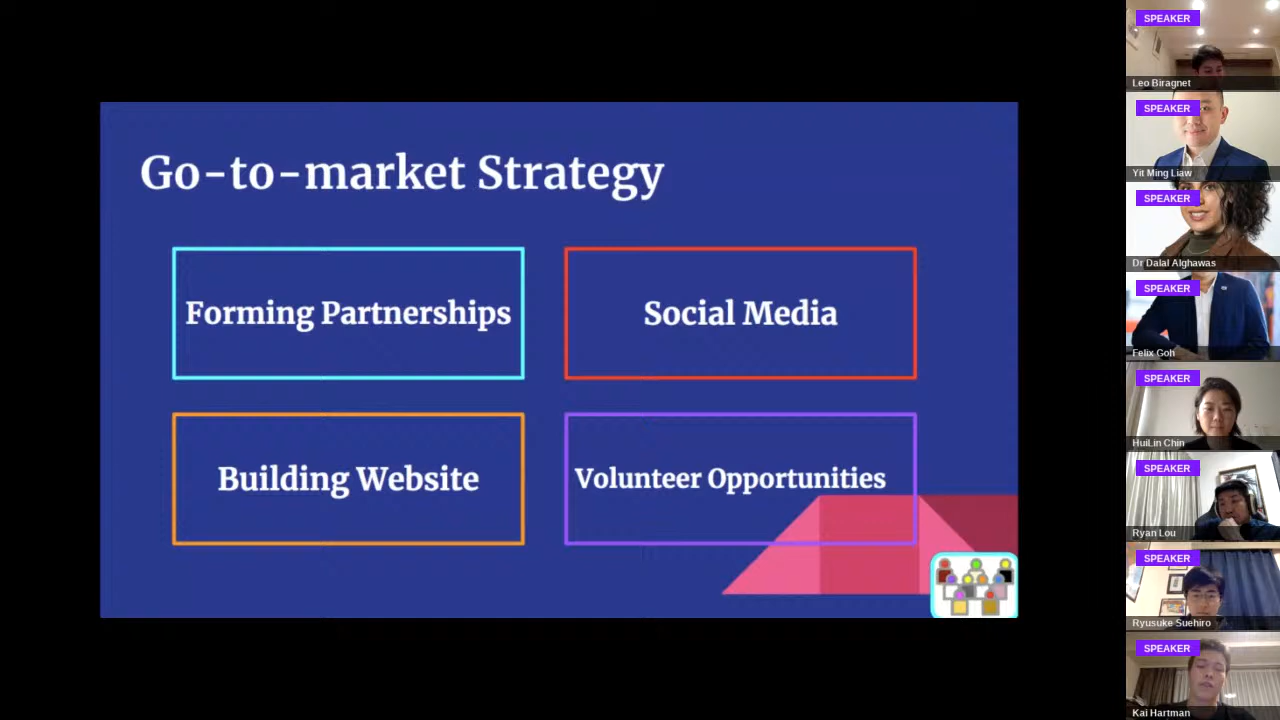 Go-to-market Strategy
Forming Partnerships
Social Media
Building Website
Volunteer Opportunities
SPEAKER
Leo Biragnet
SPEAKER
Yit Ming Liaw
SPEAKER
Dr Dalal Alghawas
SPEAKER
Felix Goh
SPEAKER
HuiLin Chin
SPEAKER
Ryan Lou
SPEAKER
Ryusuke Suehiro
SPEAKER
Kai Hartman